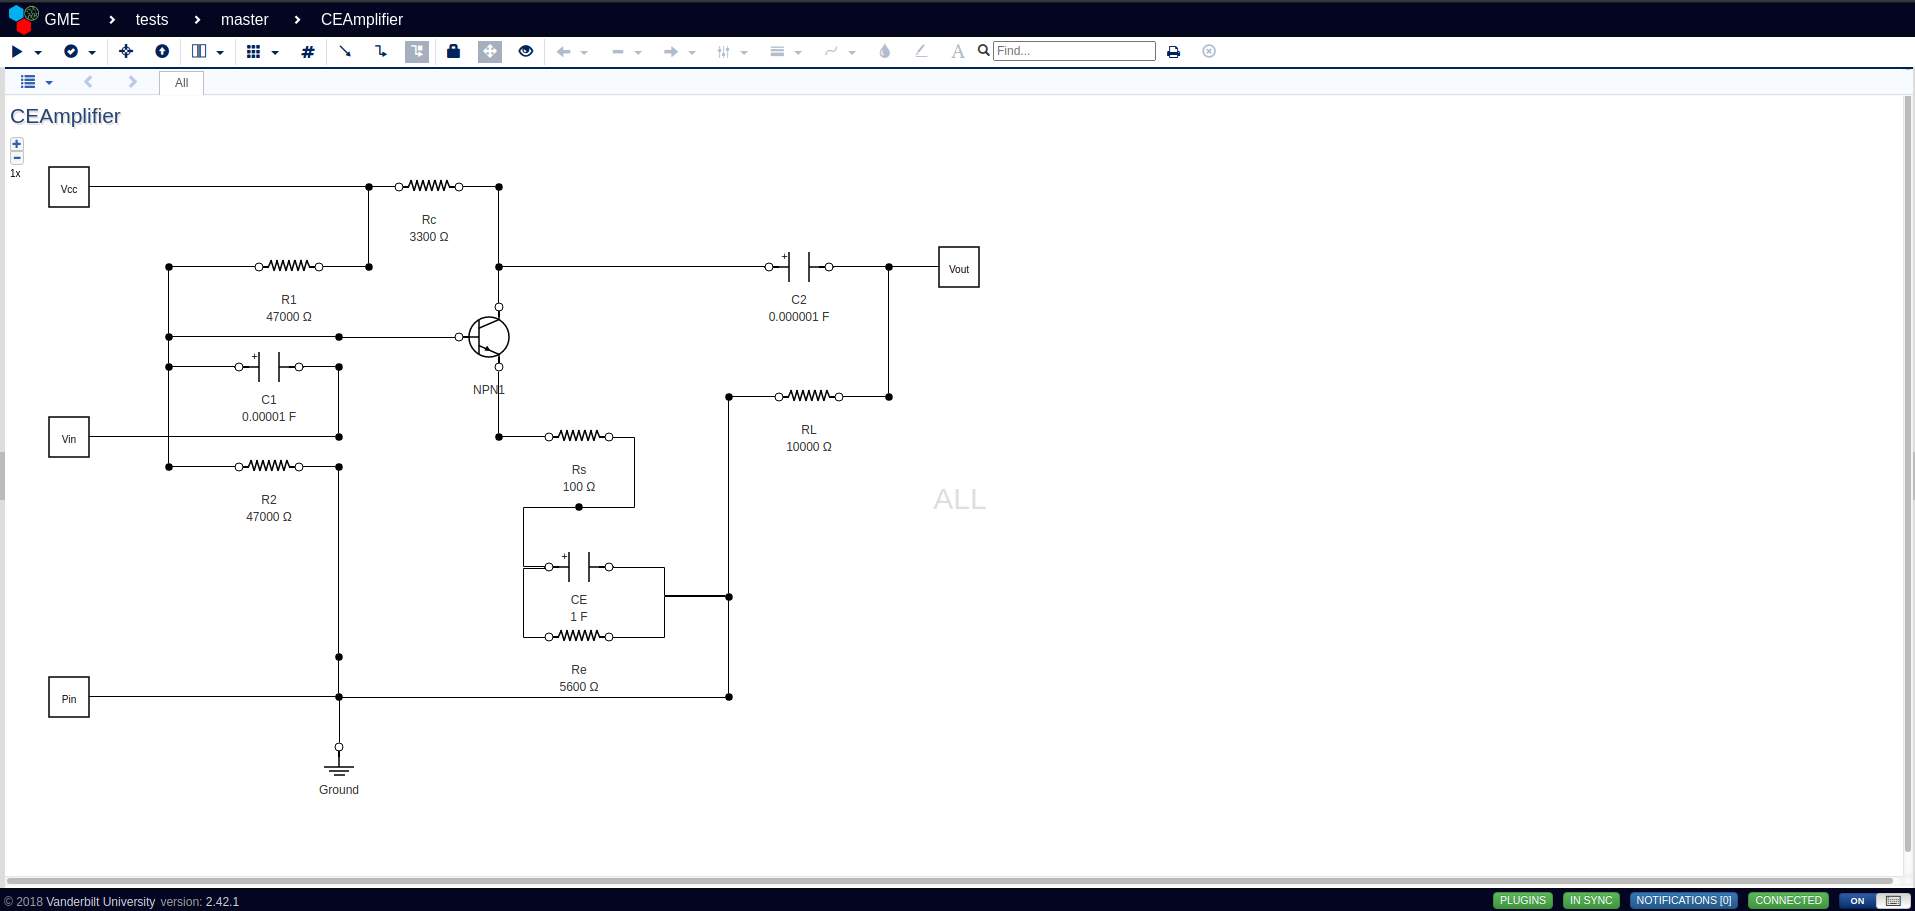 GME › tests › master › CEAmplifier
Find...
All
CEAmplifier
1x
Vcc
Rc
3300 Ω
R1
47000 Ω
+
C2
0.000001 F
Vout
+
C1
0.00001 F
NPN1
Vin
RL
10000 Ω
Rs
100 Ω
R2
47000 Ω
ALL
+
CE
1 F
Re
5600 Ω
Pin
Ground
© 2018 Vanderbilt University version: 2.42.1
PLUGINS IN SYNC NOTIFICATIONS [0] CONNECTED ON